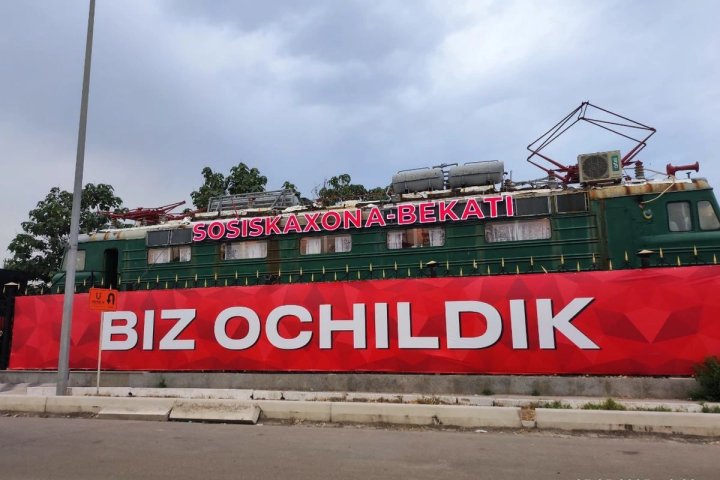 SOSISKAXONA-BEKATI
BIZ OCHILDIK